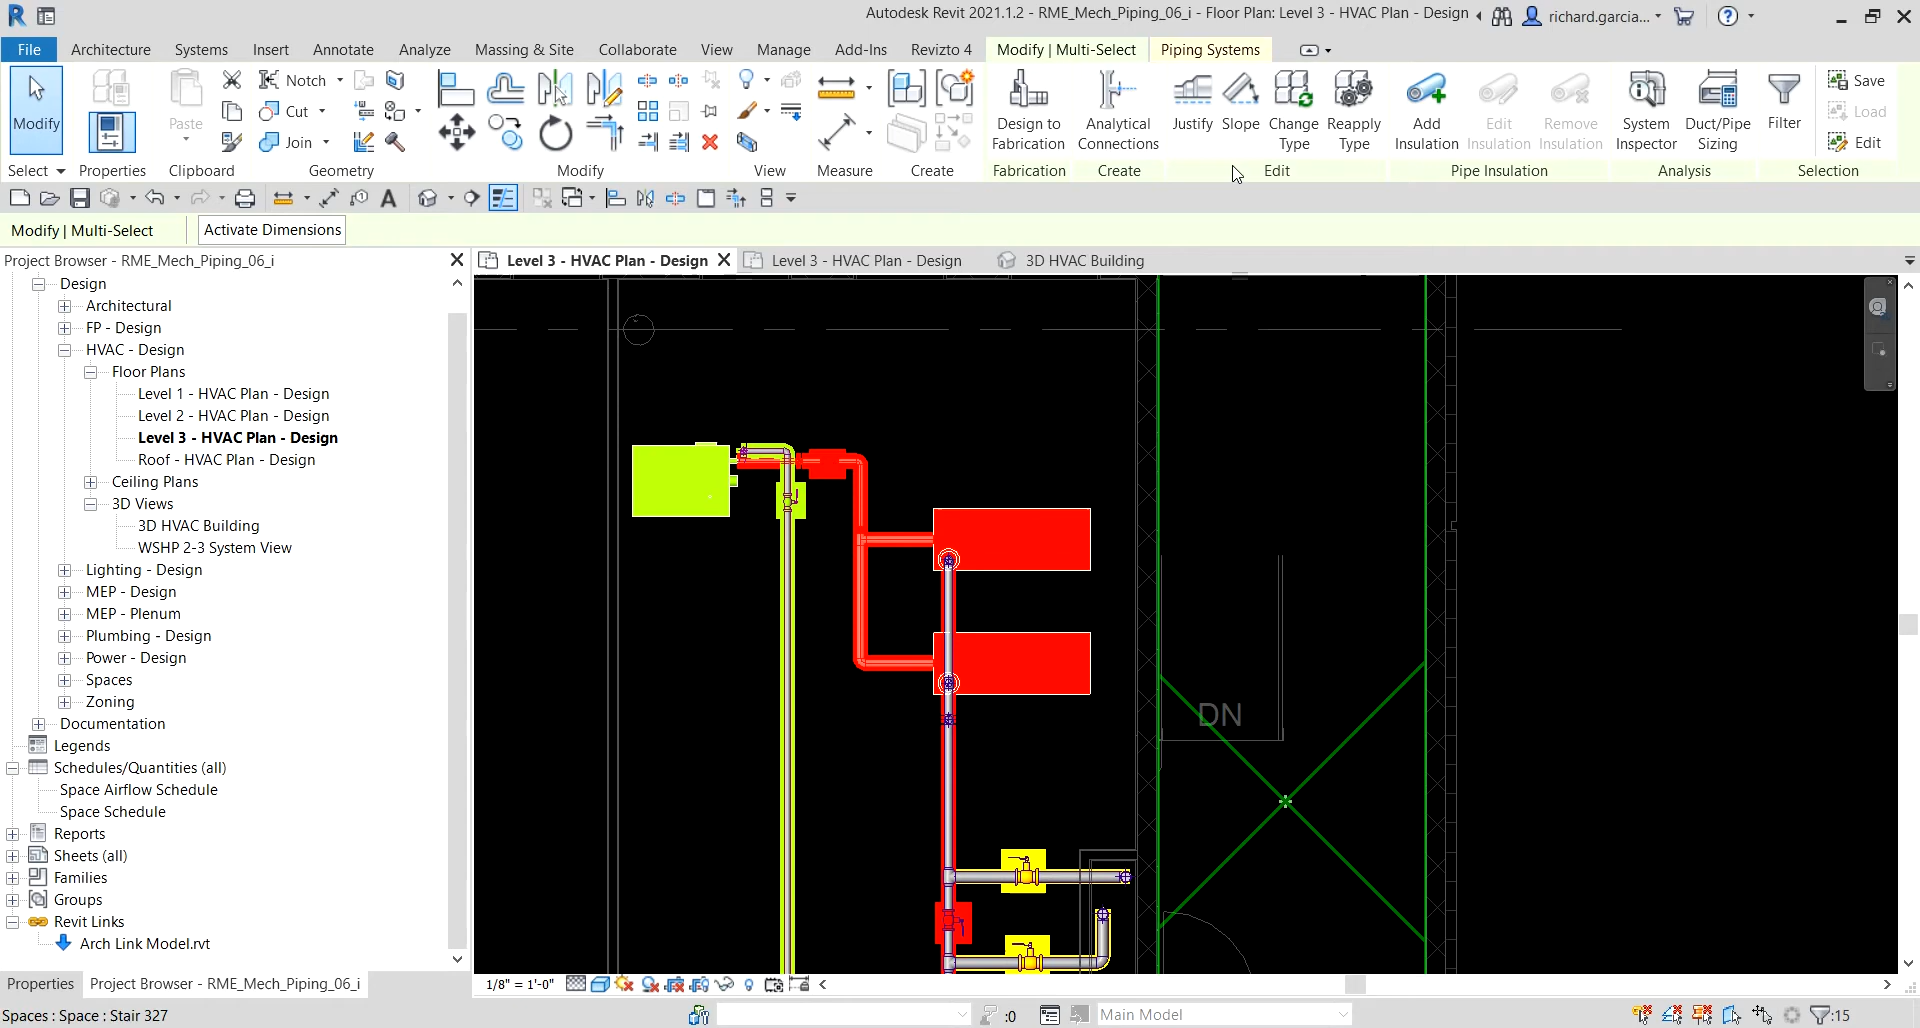 Autodesk Revit 2021.1.2 - RME_Mech_Piping_06_i - Floor Plan: Level 3 - HVAC Plan - Design
richard.garcia...
File Architecture Systems Insert Annotate Analyze Massing & Site Collaborate View Manage Add-Ins Revizto 4 Modify | Multi-Select Piping Systems
Modify
Paste
Notch
Cut
Join
Design to Fabrication
Analytical Connections
Justify
Slope
Change Type
Reapply Type
Add Insulation
Edit Insulation
Remove Insulation
System Inspector
Duct/Pipe Sizing
Filter
Save
Load
Edit
Select Properties Clipboard Geometry Modify View Measure Create Fabrication Create Edit Pipe Insulation Analysis Selection
Modify | Multi-Select Activate Dimensions
Project Browser - RME_Mech_Piping_06_i
Level 3 - HVAC Plan - Design Level 3 - HVAC Plan - Design 3D HVAC Building
Design
Architectural
FP - Design
HVAC - Design
Floor Plans
Level 1 - HVAC Plan - Design
Level 2 - HVAC Plan - Design
Level 3 - HVAC Plan - Design
Roof - HVAC Plan - Design
Ceiling Plans
3D Views
3D HVAC Building
WSHP 2-3 System View
Lighting - Design
MEP - Design
MEP - Plenum
Plumbing - Design
Power - Design
Spaces
Zoning
Documentation
Legends
Schedules/Quantities (all)
Space Airflow Schedule
Space Schedule
Reports
Sheets (all)
Families
Groups
Revit Links
Arch Link Model.rvt
DN
Properties Project Browser - RME_Mech_Piping_06_i
1/8" = 1'-0"
Spaces : Space : Stair 327
:0
Main Model
:15